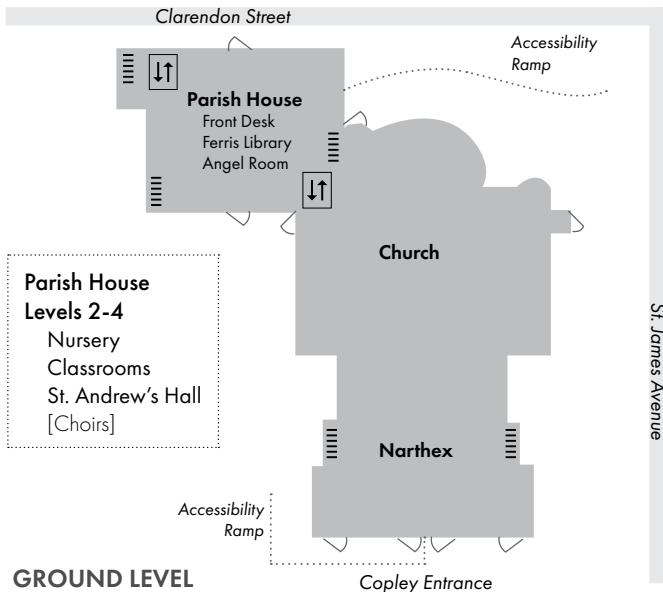 Clarendon Street
Accessibility
Ramp
Parish House
Front Desk
Ferris Library
Angel Room
Church
Parish House
Levels 2-4
Nursery
Classrooms
St. Andrew’s Hall
[Choirs]
St. James Avenue
Narthex
Accessibility
Ramp
GROUND LEVEL
Copley Entrance